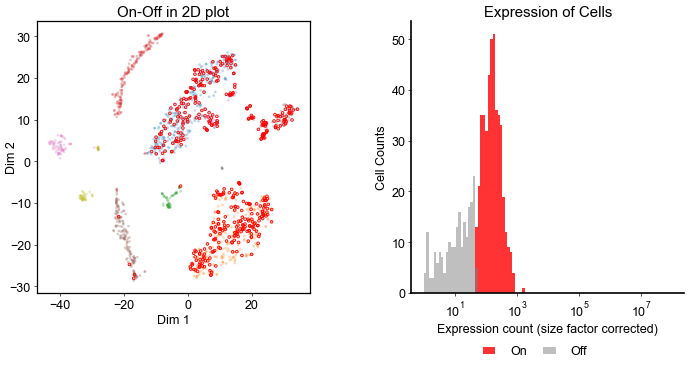 On-Off in 2D plot
Dim 2
30
20
10
0
−10
−20
−30
−40
−20
0
20
Dim 1
Expression of Cells
Cell Counts
50
40
30
20
10
0
10^1
10^3
10^5
10^7
Expression count (size factor corrected)
On
Off